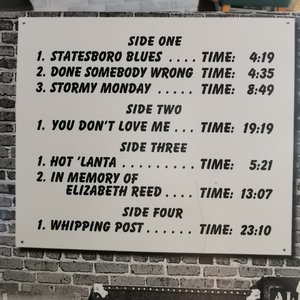 SIDE ONE
1. STATESBORO BLUES . . . . TIME: 4:19
2. DONE SOMEBODY WRONG TIME: 4:35
3. STORMY MONDAY . . . . . TIME: 8:49
SIDE TWO
1. YOU DON'T LOVE ME . . . TIME: 19:19
SIDE THREE
1. HOT 'LANTA . . . . . . . . . TIME: 5:21
2. IN MEMORY OF
ELIZABETH REED . . . . TIME: 13:07
SIDE FOUR
1. WHIPPING POST . . . . . . TIME: 23:10